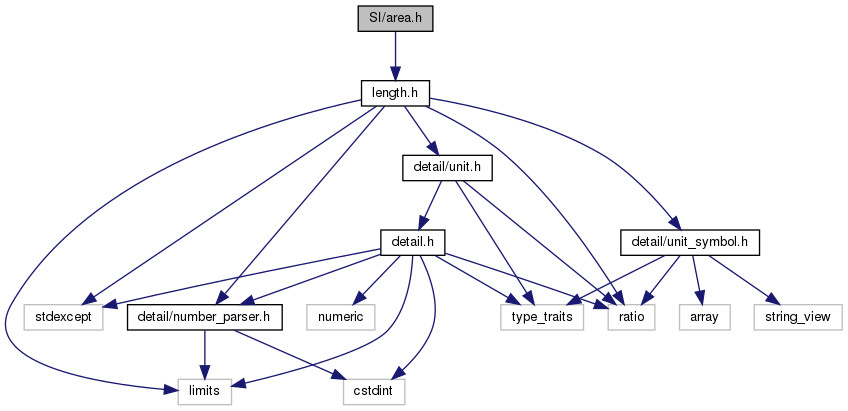 SI/area.h
length.h
detail/unit.h
detail.h
detail/unit_symbol.h
stdexcept
detail/number_parser.h
numeric
type_traits
ratio
array
string_view
limits
cstdint